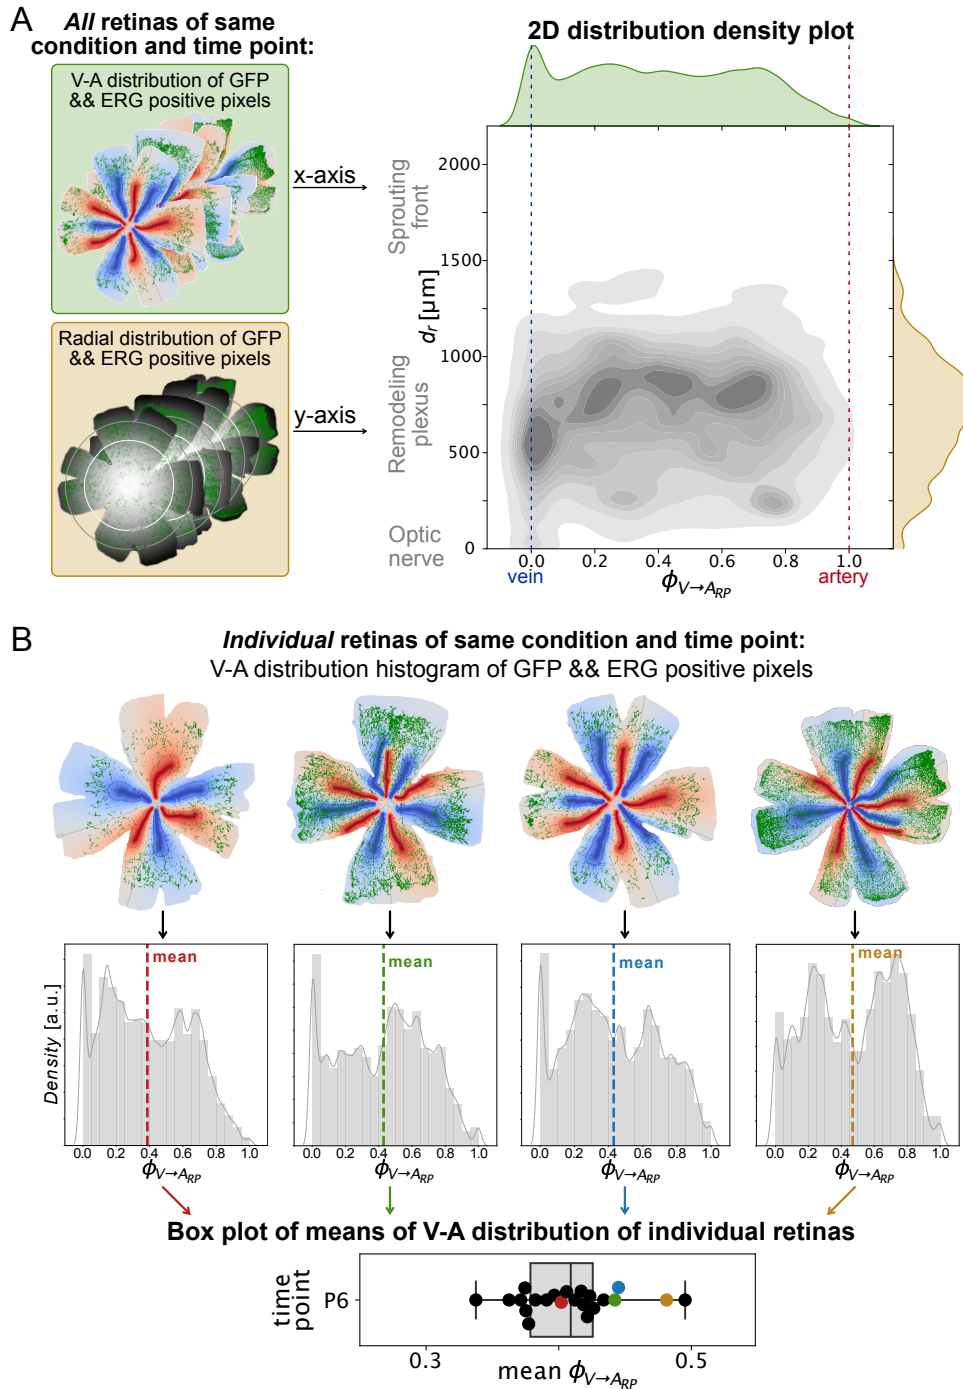 A
All retinas of same
condition and time point:
V-A distribution of GFP
&& ERG positive pixels
x-axis
Radial distribution of GFP
&& ERG positive pixels
y-axis
2D distribution density plot
Sprouting
front
Remodeling
plexus
Optic
nerve
dr [µm]
2000
1500
1000
500
0
0.0 0.2 0.4 0.6 0.8 1.0
vein
artery
ϕV→ARP
B
Individual retinas of same condition and time point:
V-A distribution histogram of GFP && ERG positive pixels
Density [a.u.]
mean
mean
mean
mean
0.0 0.2 0.4 0.6 0.8 1.0
0.0 0.2 0.4 0.6 0.8 1.0
0.0 0.2 0.4 0.6 0.8 1.0
0.0 0.2 0.4 0.6 0.8 1.0
ϕV→ARP
ϕV→ARP
ϕV→ARP
ϕV→ARP
Box plot of means of V-A distribution of individual retinas
time
point
P6
0.3
0.5
mean ϕV→ARP